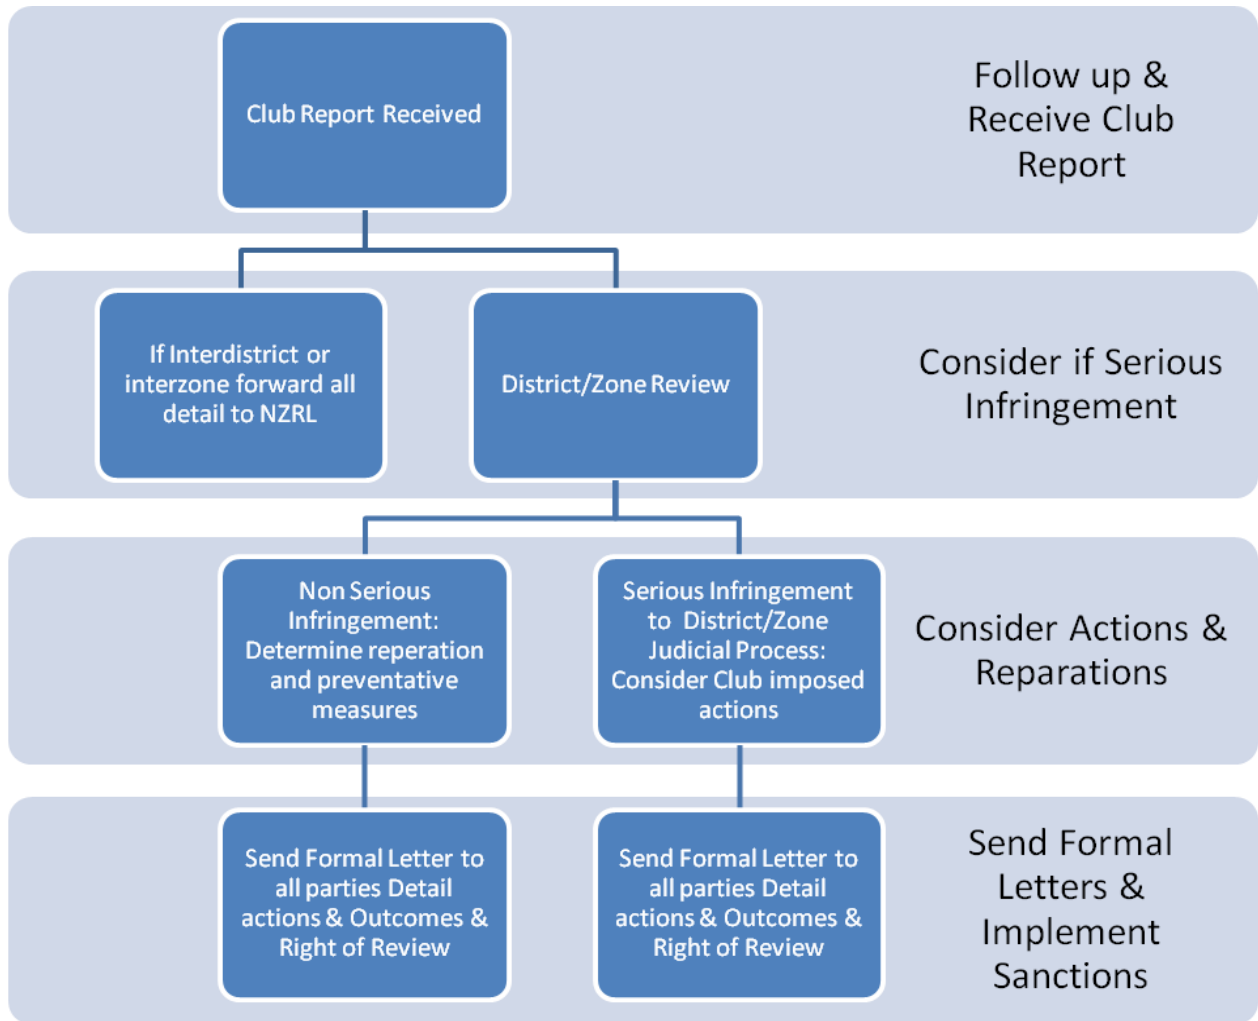 Club Report Received
Follow up &
Receive Club
Report
If Interdistrict or
interzone forward all
detail to NZRL
District/Zone Review
Consider if Serious
Infringement
Non Serious
Infringement:
Determine reperation
and preventative
measures
Serious Infringement
to District/Zone
Judicial Process:
Consider Club imposed
actions
Consider Actions &
Reparations
Send Formal Letter to
all parties Detail
actions & Outcomes &
Right of Review
Send Formal Letter to
all parties Detail
actions & Outcomes &
Right of Review
Send Formal
Letters &
Implement
Sanctions